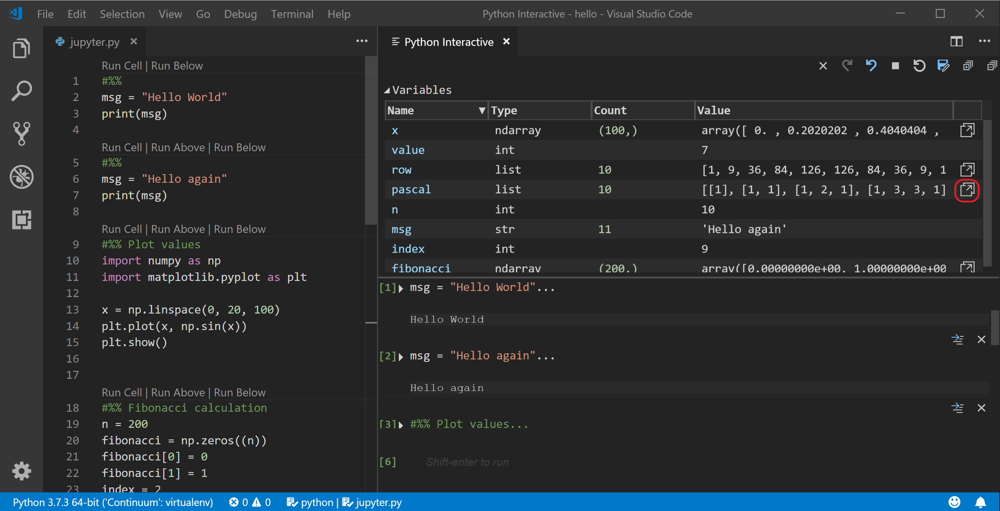 File Edit Selection View Go Debug Terminal Help Python Interactive - hello - Visual Studio Code
jupyter.py
Run Cell | Run Below
1 #%%
2 msg = "Hello World"
3 print(msg)
4
Run Cell | Run Above | Run Below
5 #%%
6 msg = "Hello again"
7 print(msg)
8
Run Cell | Run Above | Run Below
9 #%% Plot values
10 import numpy as np
11 import matplotlib.pyplot as plt
12
13 x = np.linspace(0, 20, 100)
14 plt.plot(x, np.sin(x))
15 plt.show()
16
17
Run Cell | Run Above | Run Below
18 #%% Fibonacci calculation
19 n = 200
20 fibonacci = np.zeros((n))
21 fibonacci[0] = 0
22 fibonacci[1] = 1
23 index = 2
Python Interactive
Variables
Name Type Count Value
x ndarray (100,) array([ 0. , 0.2020202 , 0.4040404 ,
value int 7
row list 10 [1, 9, 36, 84, 126, 126, 84, 36, 9, 1
pascal list 10 [[1], [1, 1], [1, 2, 1], [1, 3, 3, 1]
n int 10
msg str 11 'Hello again'
index int 9
fibonacci ndarray (200,) array([0.00000000e+00, 1.00000000e+00
[1] msg = "Hello World"...
Hello World
[2] msg = "Hello again"...
Hello again
[3] #%% Plot values...
[6] Shift-enter to run
Python 3.7.3 64-bit ('Continuum': virtualenv) 0 0 python | jupyter.py